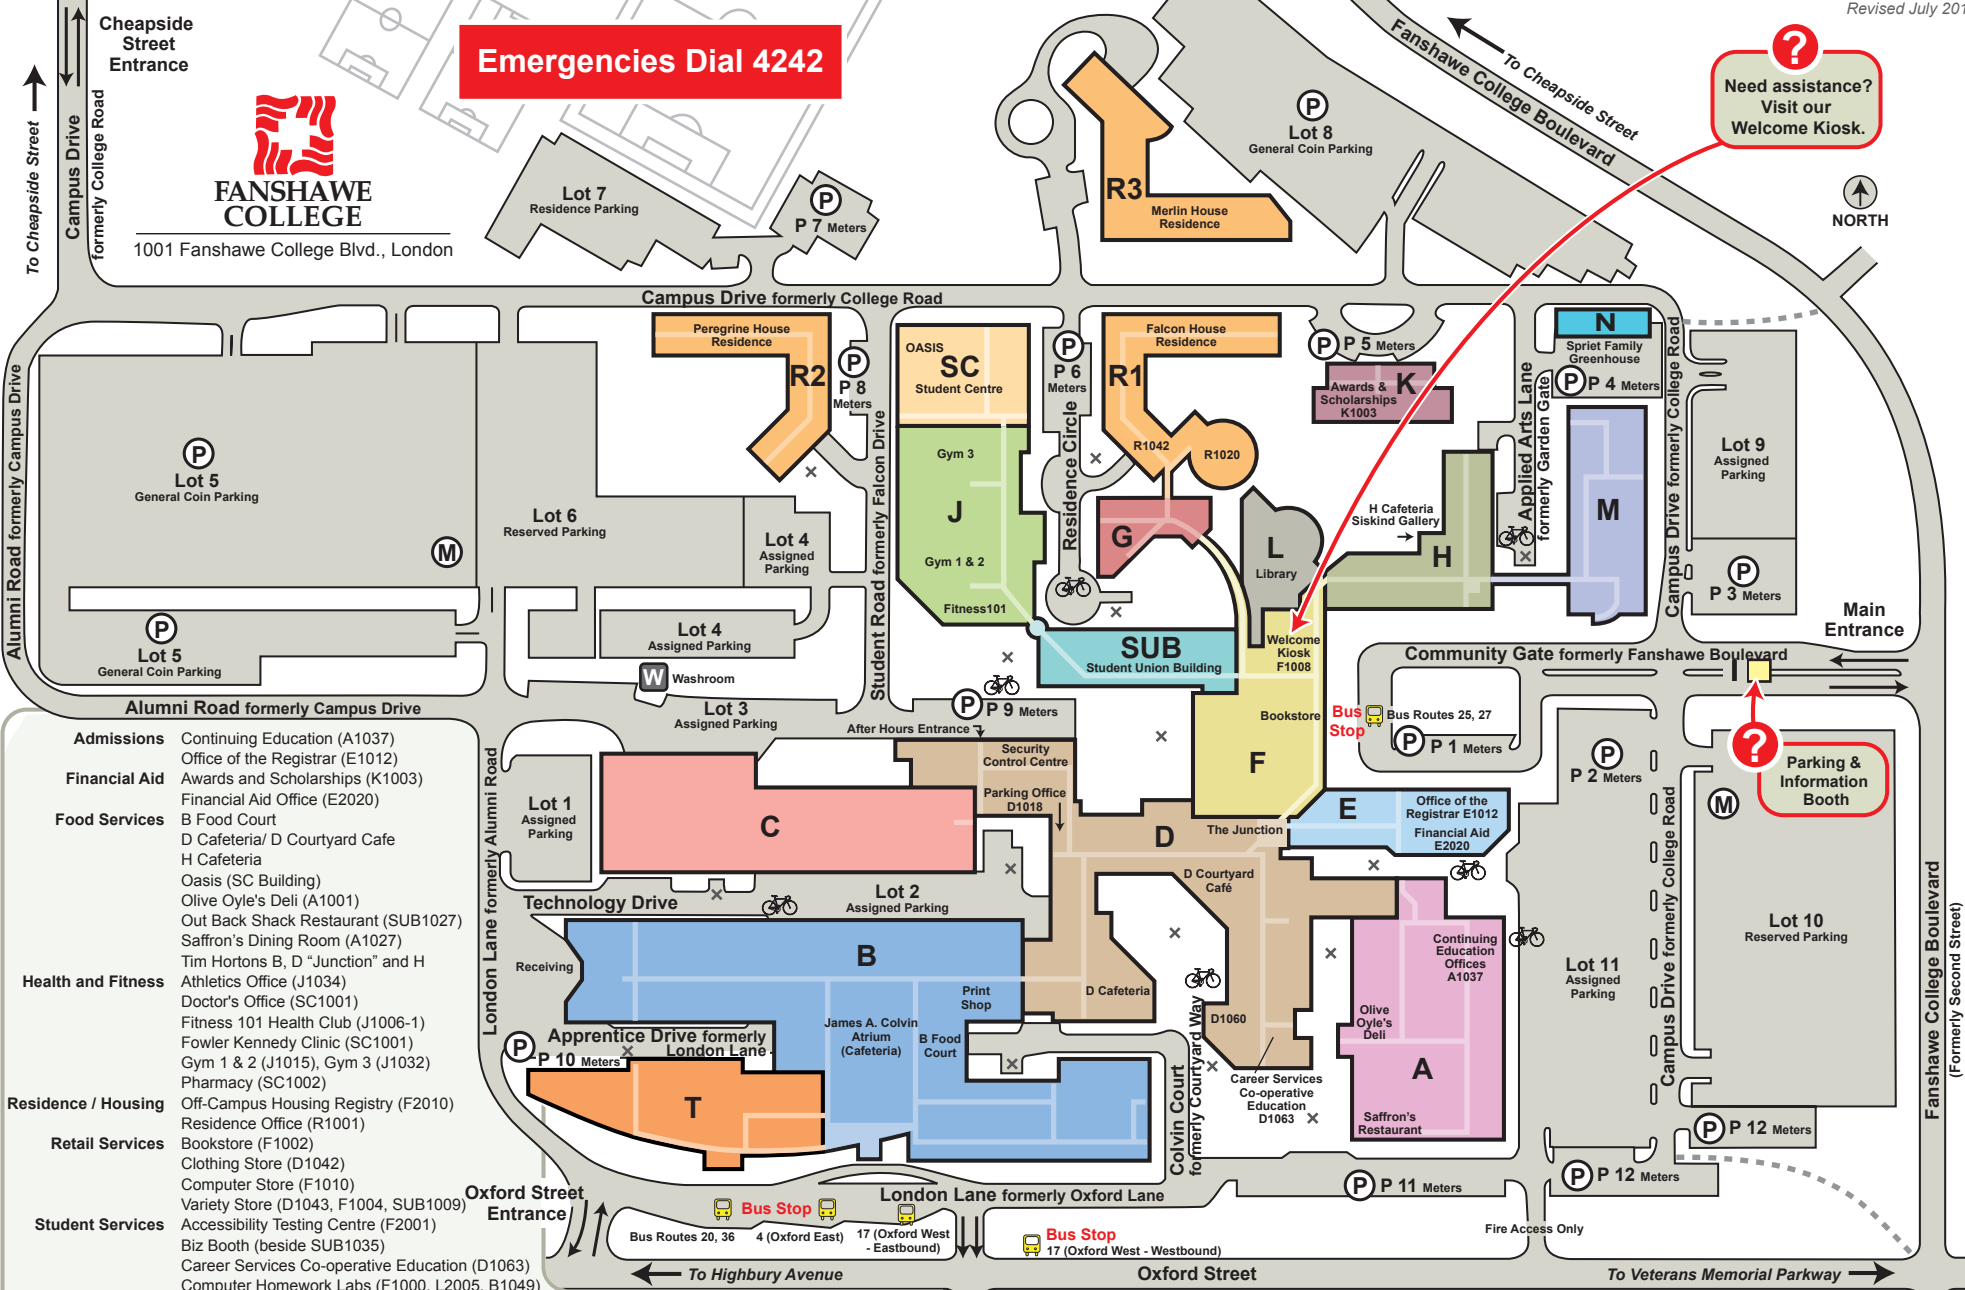 Revised July 201
Cheapside
Street
Entrance
Emergencies Dial 4242
To Cheapside Street
Campus Drive
formerly College Road
FANSHAWE
COLLEGE
1001 Fanshawe College Blvd., London
Lot 7
Residence Parking
P
P 7 Meters
R3
Merlin House
Residence
P
Lot 8
General Coin Parking
Fanshawe College Boulevard
To Cheapside Street
?
Need assistance?
Visit our
Welcome Kiosk.
NORTH
Campus Drive formerly College Road
Alumni Road formerly Campus Drive
P
Lot 5
General Coin Parking
M
Lot 6
Reserved Parking
Lot 4
Assigned
Parking
P
Lot 5
General Coin Parking
Lot 4
Assigned Parking
W Washroom
Lot 3
Assigned Parking
Alumni Road formerly Campus Drive
Peregrine House
Residence
R2
P
P 8
Meters
Student Road formerly Falcon Drive
OASIS
SC
Student Centre
Gym 3
J
Gym 1 & 2
Fitness101
P
P 6
Meters
Residence Circle
Falcon House
Residence
R1
R1042
R1020
G
L
Library
P
P 5 Meters
Awards &
Scholarships
K1003
K
H Cafeteria
Siskind Gallery
H
Applied Arts Lane
formerly Garden Gate
N
Spriet Family
Greenhouse
P
P 4 Meters
M
Campus Drive formerly College Road
Lot 9
Assigned
Parking
P
P 3 Meters
Main
Entrance
Community Gate formerly Fanshawe Boulevard
SUB
Student Union Building
Welcome
Kiosk
F1008
Bookstore
F
Bus
Stop
Bus Routes 25, 27
P
P 1 Meters
P
P 9 Meters
After Hours Entrance
Security
Control Centre
Parking Office
D1018
P
P 2 Meters
?
Parking &
Information
Booth
M
Lot 10
Reserved Parking
Lot 1
Assigned
Parking
C
D
The Junction
E
Office of the
Registrar E1012
Financial Aid
E2020
D Courtyard
Café
Technology Drive
Lot 2
Assigned Parking
London Lane formerly Alumni Road
Receiving
B
Print
Shop
D Cafeteria
James A. Colvin
Atrium
(Cafeteria)
B Food
Court
D1060
Continuing
Education
Offices
A1037
Olive
Oyle's
Deli
A
Saffron's
Restaurant
Lot 11
Assigned
Parking
Campus Drive formerly College Road
Fanshawe College Boulevard
(Formerly Second Street)
Apprentice Drive formerly
London Lane
P
P 10 Meters
T
Colvin Court
formerly Courtyard Way
Career Services
Co-operative
Education
D1063
P
P 12 Meters
P
P 12 Meters
P
P 11 Meters
Fire Access Only
London Lane formerly Oxford Lane
Oxford Street
Entrance
Bus Stop
Bus Routes 20, 36
4 (Oxford East)
17 (Oxford West
- Eastbound)
Bus Stop
17 (Oxford West - Westbound)
To Highbury Avenue
Oxford Street
To Veterans Memorial Parkway
Admissions Continuing Education (A1037)
Office of the Registrar (E1012)
Financial Aid Awards and Scholarships (K1003)
Financial Aid Office (E2020)
Food Services B Food Court
D Cafeteria/ D Courtyard Cafe
H Cafeteria
Oasis (SC Building)
Olive Oyle's Deli (A1001)
Out Back Shack Restaurant (SUB1027)
Saffron's Dining Room (A1027)
Tim Hortons B, D “Junction” and H
Health and Fitness Athletics Office (J1034)
Doctor's Office (SC1001)
Fitness 101 Health Club (J1006-1)
Fowler Kennedy Clinic (SC1001)
Gym 1 & 2 (J1015), Gym 3 (J1032)
Pharmacy (SC1002)
Residence / Housing Off-Campus Housing Registry (F2010)
Residence Office (R1001)
Retail Services Bookstore (F1002)
Clothing Store (D1042)
Computer Store (F1010)
Variety Store (D1043, F1004, SUB1009)
Student Services Accessibility Testing Centre (F2001)
Biz Booth (beside SUB1035)
Career Services Co-operative Education (D1063)
Computer Homework Labs (F1000, L2005, B1049)